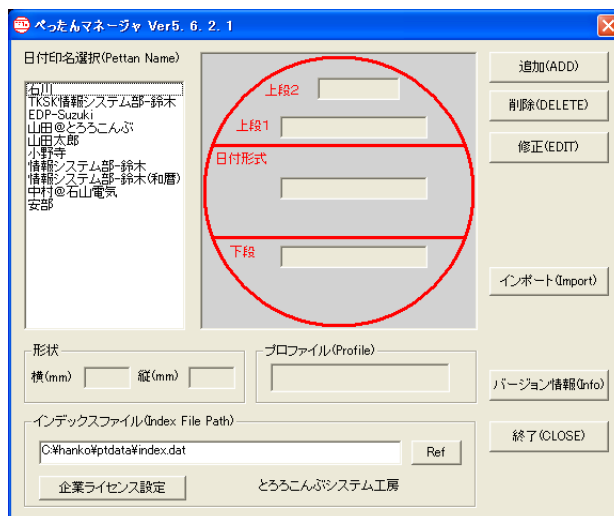 ぺったんマネージャ Ver5. 6. 2. 1
日付印名選択(Pettan Name)
石川
TKSK情報システム部-鈴木
EDP-Suzuki
山田@とろろこんぶ
山田太郎
小野寺
情報システム部-鈴木
情報システム部-鈴木(和暦)
中村@石山電気
安部
上段2
上段1
日付形式
下段
追加(ADD)
削除(DELETE)
修正(EDIT)
インポート(Import)
バージョン情報(Info)
終了(CLOSE)
形状
横(mm)
縦(mm)
プロファイル(Profile)
インデックスファイル(Index File Path)
C:¥hanko¥ptdata¥index.dat
Ref
企業ライセンス設定
とろろこんぶシステム工房